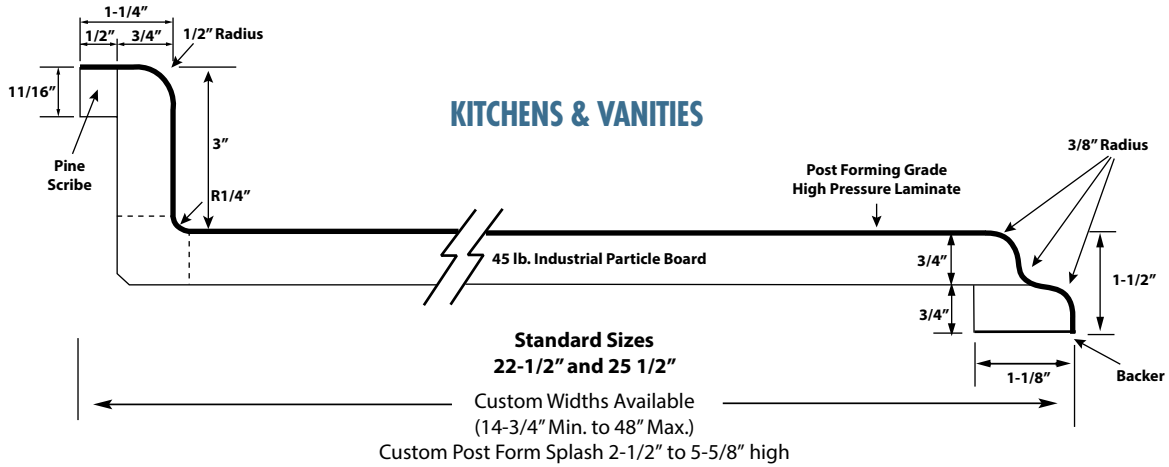 1-1/4”
1/2” 3/4” 1/2” Radius
11/16”
KITCHENS & VANITIES
3”
3/8” Radius
Pine
Scribe
Post Forming Grade
High Pressure Laminate
R1/4”
45 lb. Industrial Particle Board
3/4”
1-1/2”
3/4”
Standard Sizes
22-1/2” and 25 1/2”
1-1/8”
Backer
Custom Widths Available
(14-3/4” Min. to 48” Max.)
Custom Post Form Splash 2-1/2” to 5-5/8” high